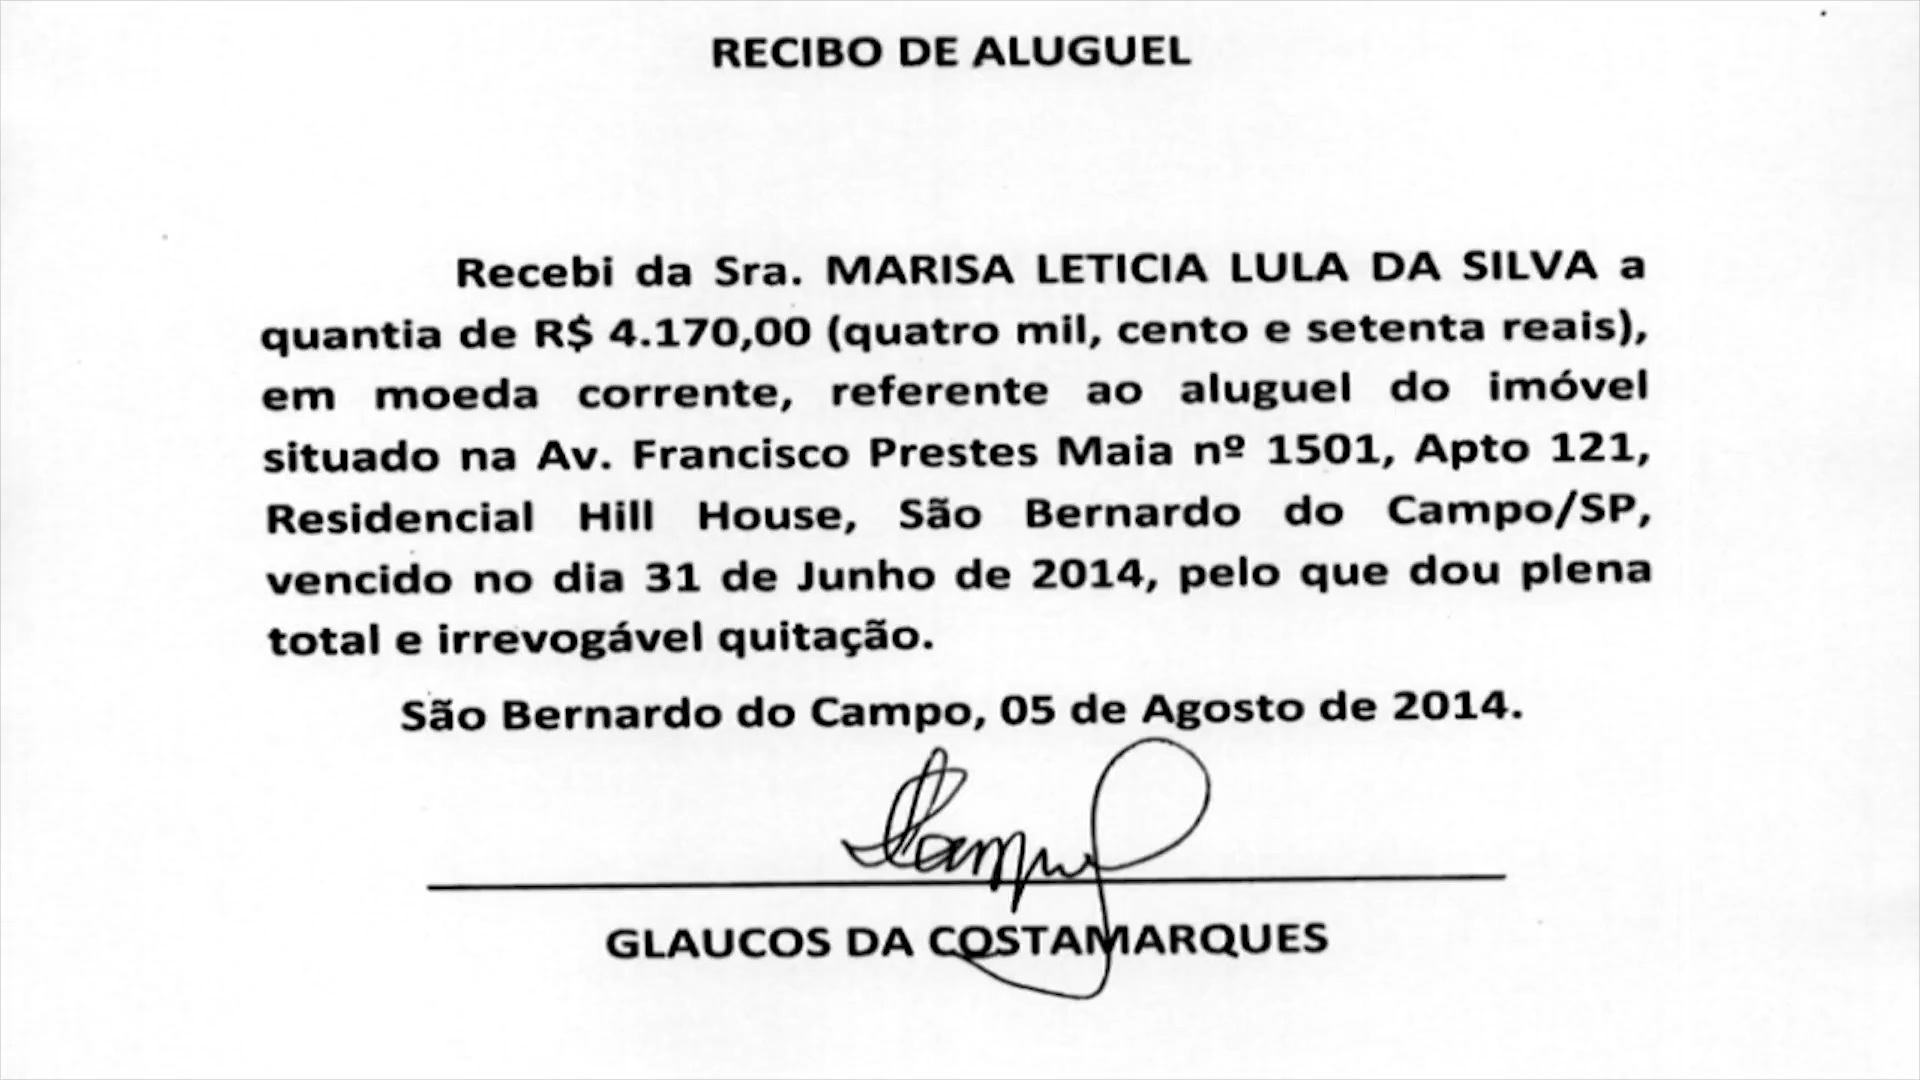 RECIBO DE ALUGUEL
Recebi da Sra. MARISA LETICIA LULA DA SILVA a
quantia de R$ 4.170,00 (quatro mil, cento e setenta reais),
em moeda corrente, referente ao aluguel do imóvel
situado na Av. Francisco Prestes Maia nº 1501, Apto 121,
Residencial Hill House, São Bernardo do Campo/SP,
vencido no dia 31 de Junho de 2014, pelo que dou plena
total e irrevogável quitação.
São Bernardo do Campo, 05 de Agosto de 2014.
GLAUCOS DA COSTAMARQUES